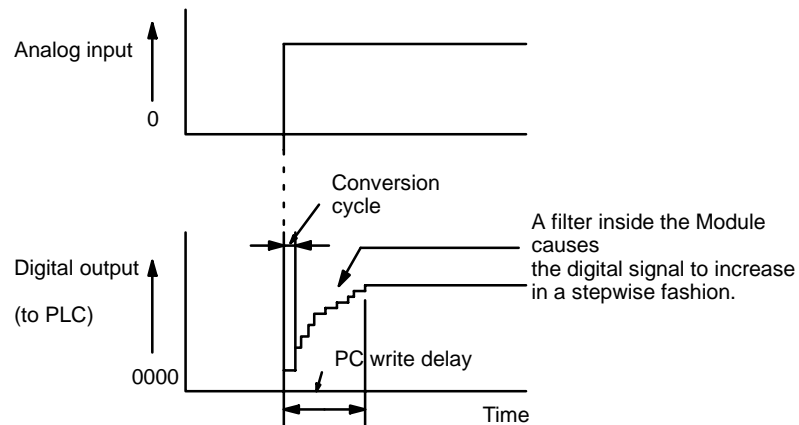 Analog input
0
Conversion
cycle
A filter inside the Module
causes
the digital signal to increase
in a stepwise fashion.
Digital output
(to PLC)
PC write delay
0000
Time